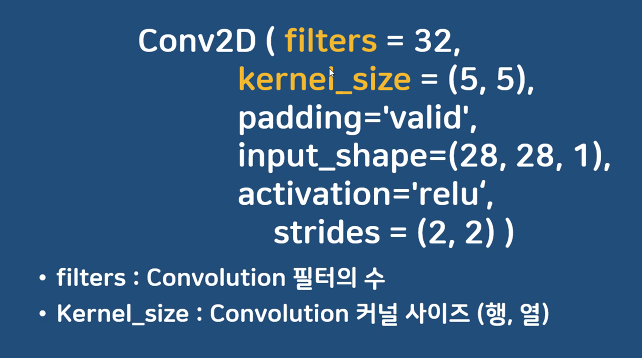 Conv2D ( filters = 32,
kernel_size = (5, 5),
padding='valid',
input_shape=(28, 28, 1),
activation='relu‘,
strides = (2, 2) )
• filters : Convolution 필터의 수
• Kernel_size : Convolution 커널 사이즈 (행, 열)